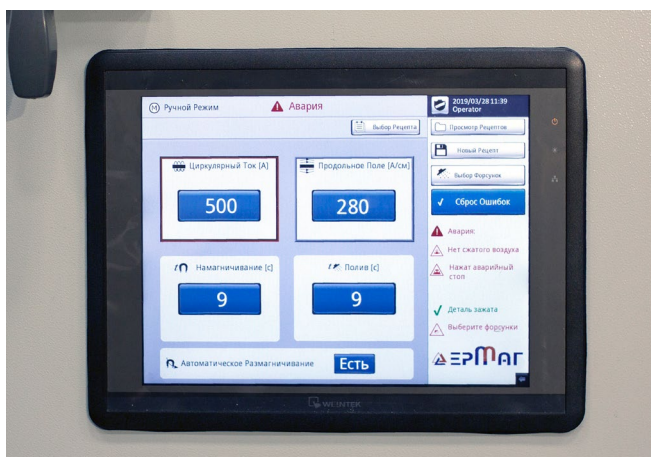 Ручной Режим
Авария
2019/03/28 11:39
Operator
Выбор Рецепта
Просмотр Рецептов
Новый Рецепт
Выбор Форсунок
Сброс Ошибок
Циркулярный Ток [А]
500
Продольное Поле [А/см]
280
Намагничивание [с]
9
Полив [с]
9
Автоматическое Размагничивание
Есть
Авария:
Нет сжатого воздуха
Нажат аварийный
стоп
Деталь зажата
Выберите форсунки
WEINTEK